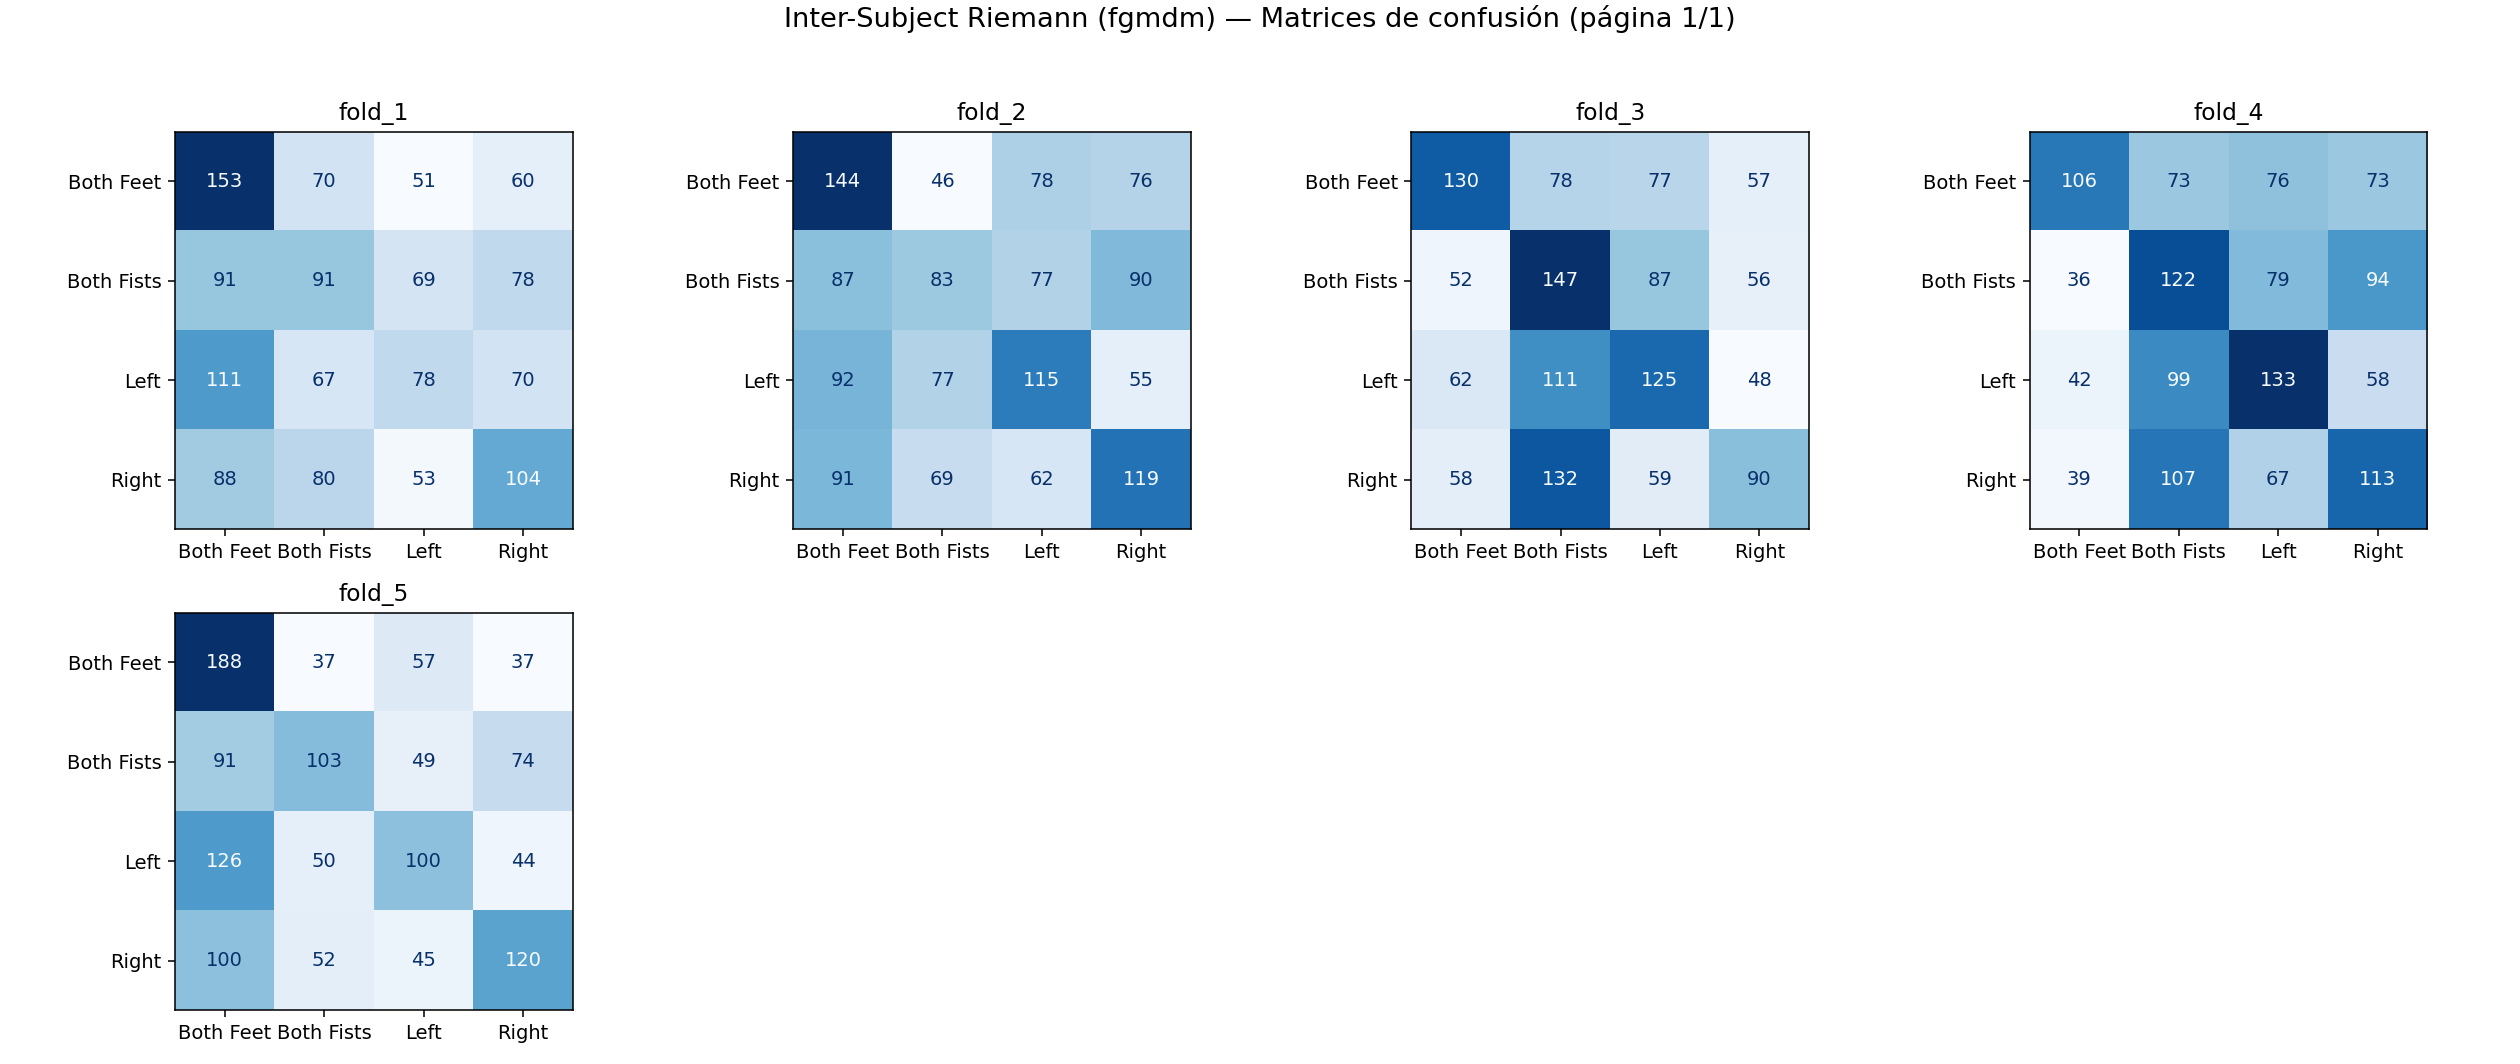 Inter-Subject Riemann (fgmdm) — Matrices de confusión (página 1/1)
fold_1
Both Feet 153 70 51 60
Both Fists 91 91 69 78
Left 111 67 78 70
Right 88 80 53 104
Both Feet Both Fists Left Right
fold_2
Both Feet 144 46 78 76
Both Fists 87 83 77 90
Left 92 77 115 55
Right 91 69 62 119
Both Feet Both Fists Left Right
fold_3
Both Feet 130 78 77 57
Both Fists 52 147 87 56
Left 62 111 125 48
Right 58 132 59 90
Both Feet Both Fists Left Right
fold_4
Both Feet 106 73 76 73
Both Fists 36 122 79 94
Left 42 99 133 58
Right 39 107 67 113
Both Feet Both Fists Left Right
fold_5
Both Feet 188 37 57 37
Both Fists 91 103 49 74
Left 126 50 100 44
Right 100 52 45 120
Both Feet Both Fists Left Right